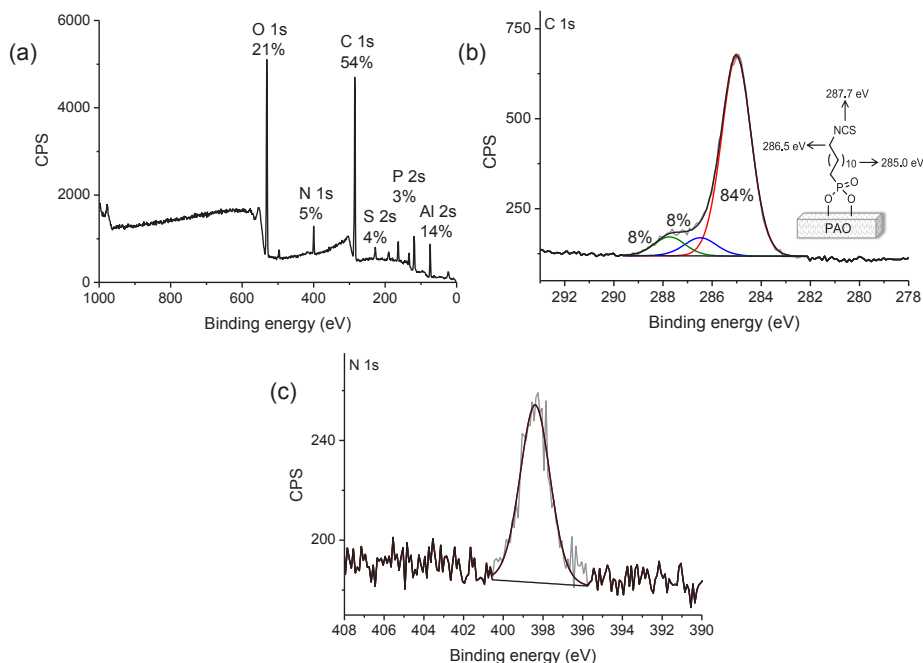 (a)
6000
4000
2000
0
CPS
O 1s
21%
C 1s
54%
N 1s
5%
P 2s
3%
S 2s
4%
Al 2s
14%
1000 800 600 400 200 0
Binding energy (eV)
(b)
C 1s
750
500
250
CPS
8%
8%
84%
287.7 eV
NCS
286.5 eV
10
285.0 eV
P O
O O
PAO
292 290 288 286 284 282 280 278
Binding energy (eV)
(c)
N 1s
240
200
CPS
408 406 404 402 400 398 396 394 392 390
Binding energy (eV)